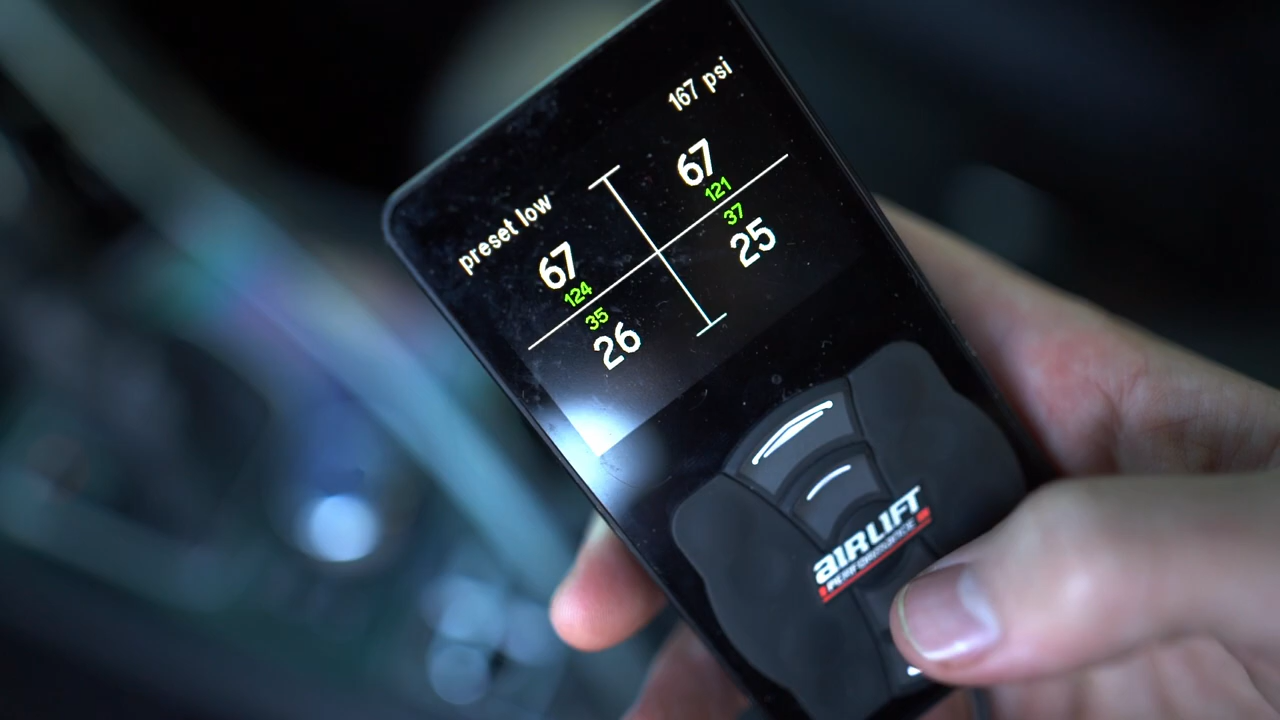 167 psi
preset low
67 67
124 121
35 37
26 25
AIRLIFT
PERFORMANCE